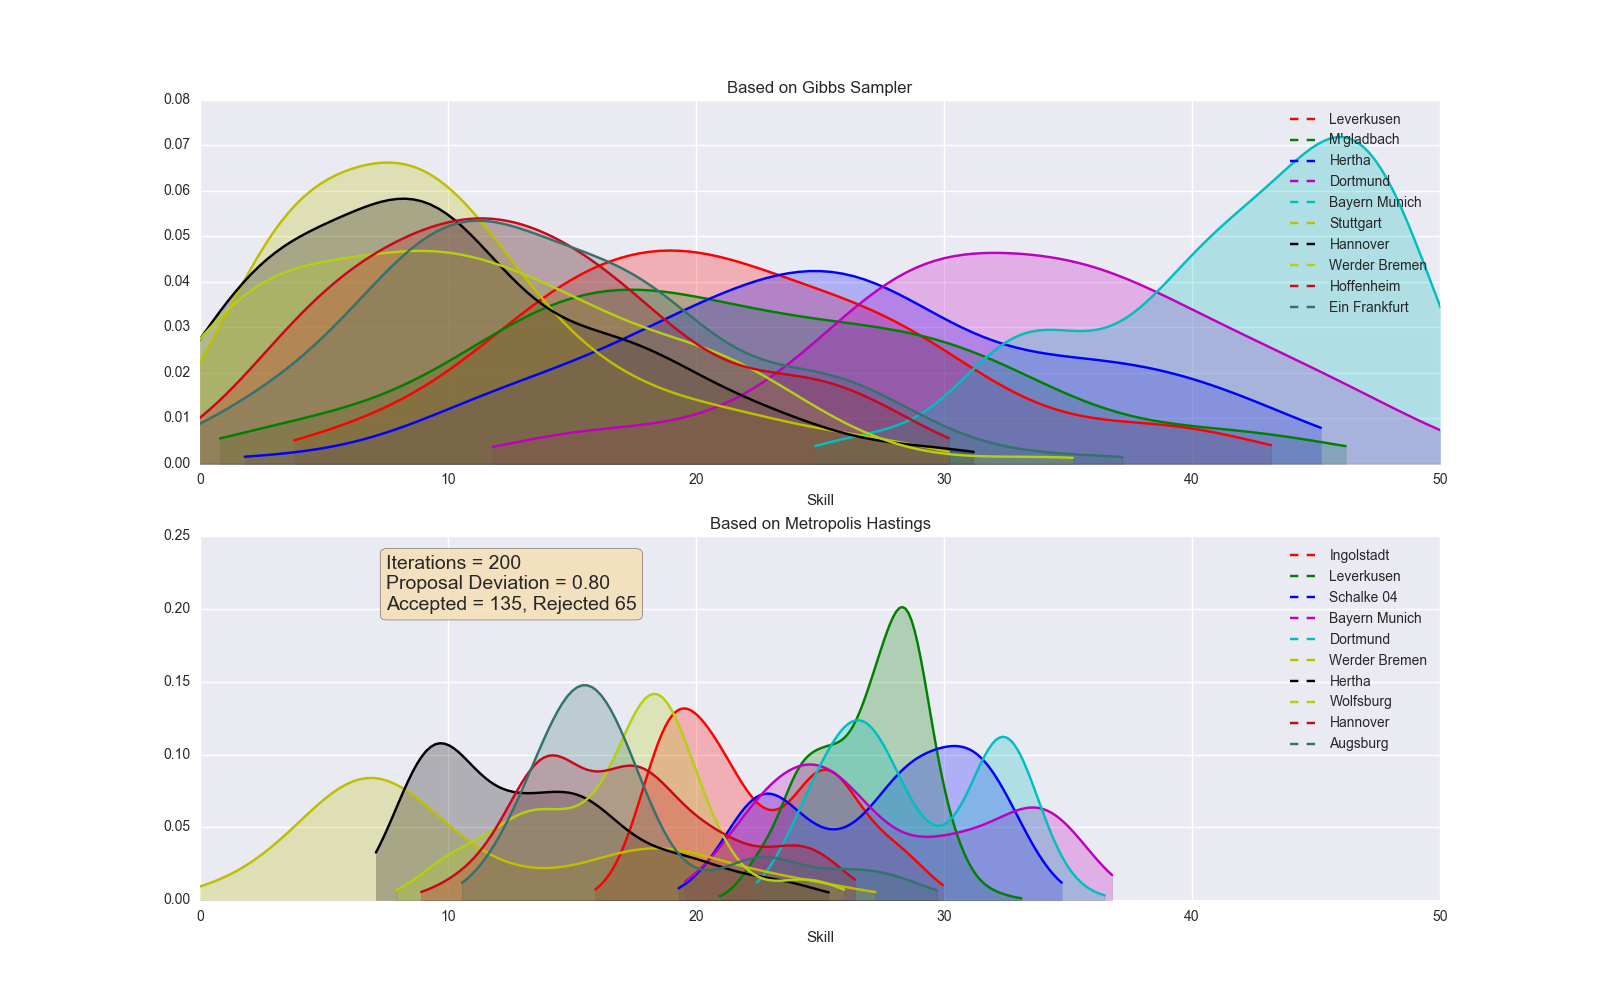 Based on Gibbs Sampler
0.08
0.07
0.06
0.05
0.04
0.03
0.02
0.01
0.00
Leverkusen
M'gladbach
Hertha
Dortmund
Bayern Munich
Stuttgart
Hannover
Werder Bremen
Hoffenheim
Ein Frankfurt
0 10 20 30 40 50
Skill
Based on Metropolis Hastings
0.25
0.20
0.15
0.10
0.05
0.00
Iterations = 200
Proposal Deviation = 0.80
Accepted = 135, Rejected 65
Ingolstadt
Leverkusen
Schalke 04
Bayern Munich
Dortmund
Werder Bremen
Hertha
Wolfsburg
Hannover
Augsburg
0 10 20 30 40 50
Skill